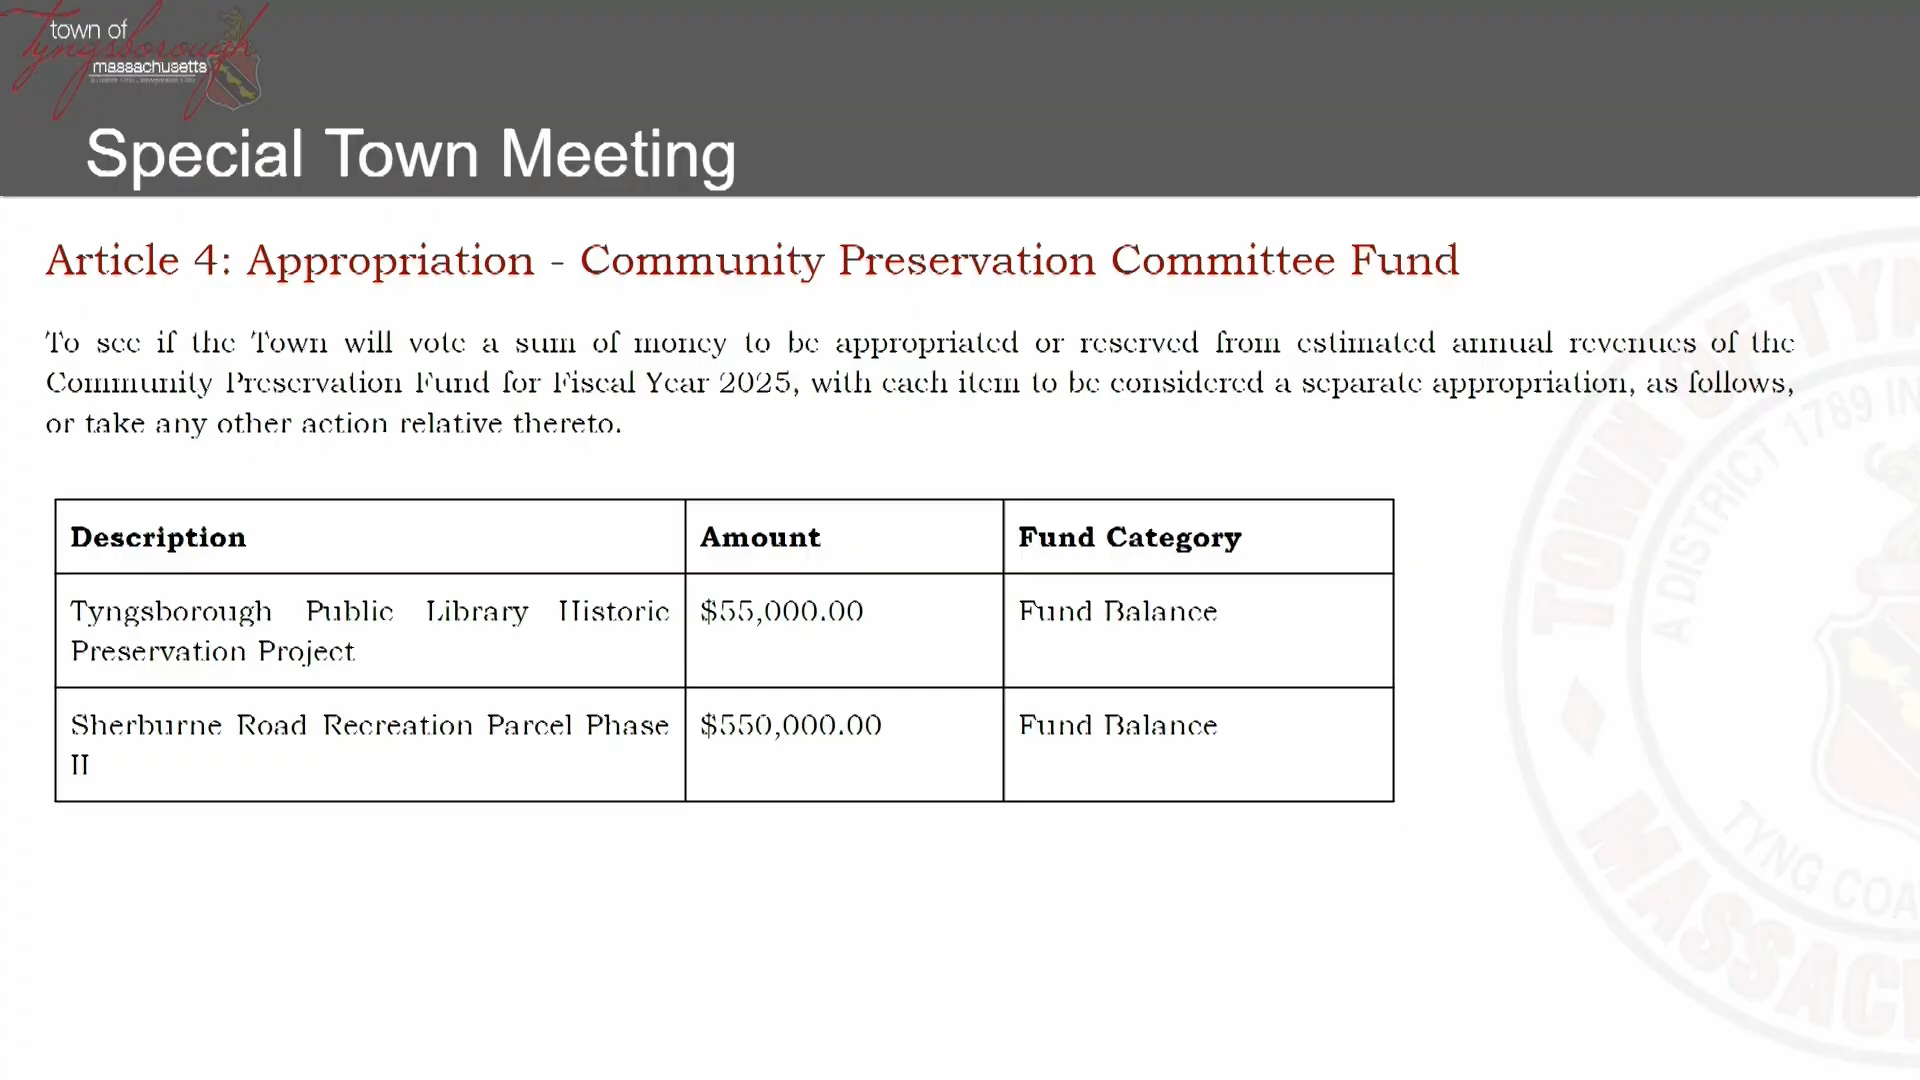 town of
Tyngsborough
massachusetts
Special Town Meeting
Article 4: Appropriation - Community Preservation Committee Fund
To see if the Town will vote a sum of money to be appropriated or reserved from estimated annual revenues of the
Community Preservation Fund for Fiscal Year 2025, with each item to be considered a separate appropriation, as follows,
or take any other action relative thereto.
Description Amount Fund Category
Tyngsborough Public Library Historic $55,000.00 Fund Balance
Preservation Project
Sherburne Road Recreation Parcel Phase $550,000.00 Fund Balance
II
TOWN OF TYN
A DISTRICT 1789 IN
TYNG COA
MASSACH